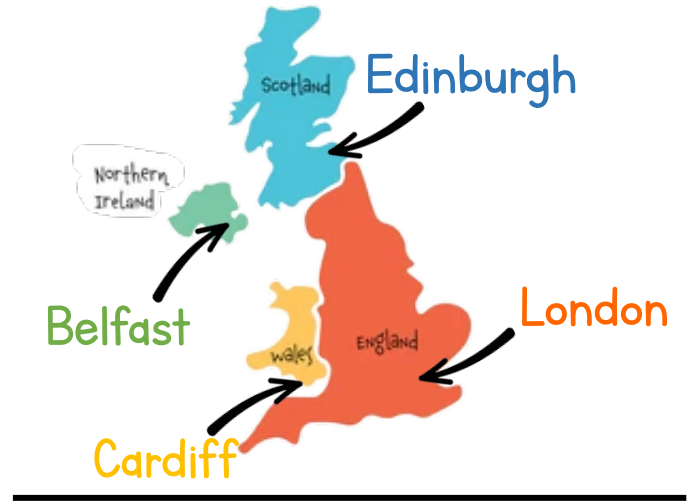 Edinburgh
Scotland
Northern
Ireland
Belfast
London
England
Wales
Cardiff